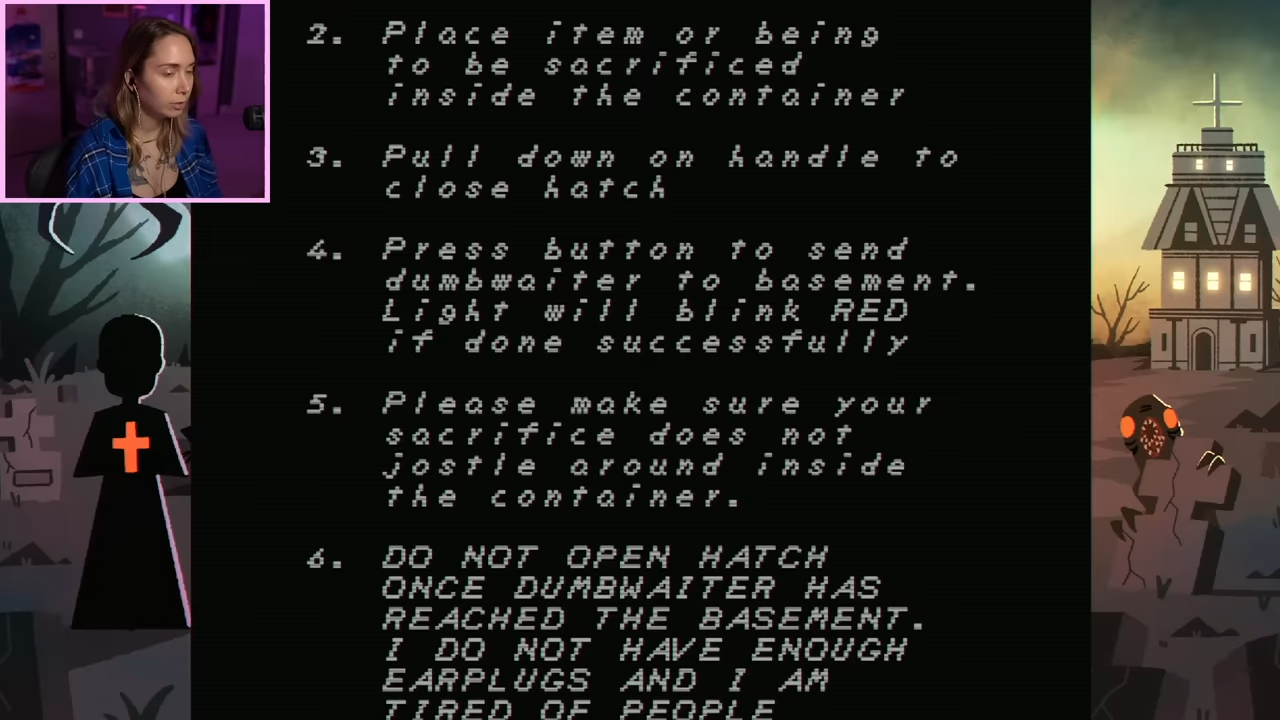 2. Place item or being
to be sacrificed
inside the container
3. Pull down on handle to
close hatch
4. Press button to send
dumbwaiter to basement.
Light will blink RED
if done successfully
5. Please make sure your
sacrifice does not
jostle around inside
the container.
6. DO NOT OPEN HATCH
ONCE DUMBWAITER HAS
REACHED THE BASEMENT.
I DO NOT HAVE ENOUGH
EARPLUGS AND I AM
TIRED OF PEOPLE